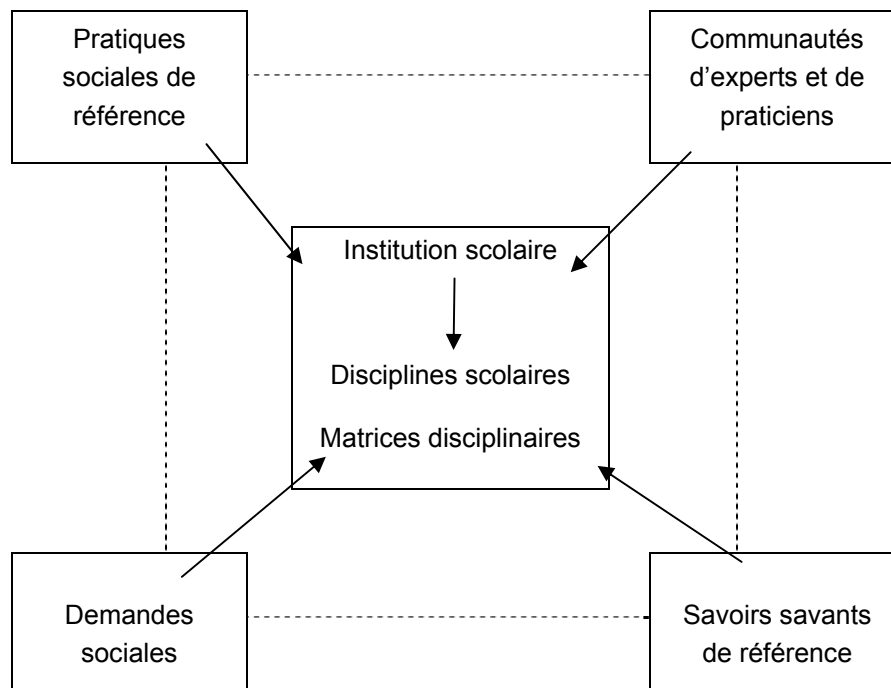 Pratiques
sociales de
référence
Communautés
d’experts et de
praticiens
Institution scolaire
Disciplines scolaires
Matrices disciplinaires
Demandes
sociales
Savoirs savants
de référence